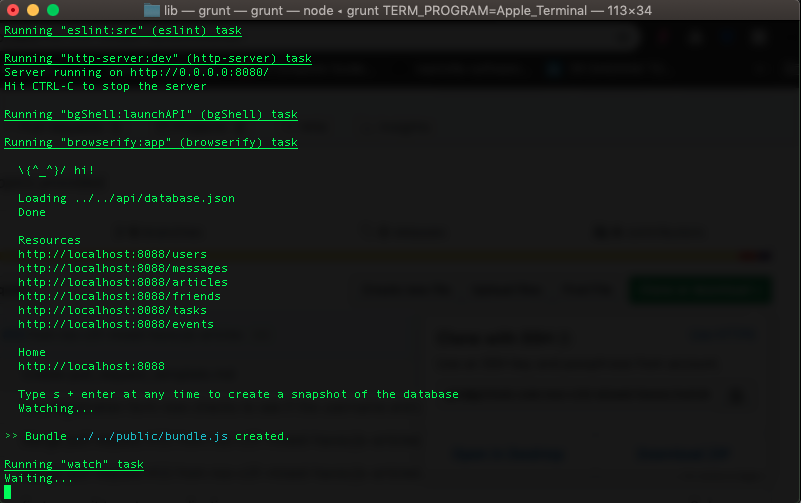 lib — grunt — grunt — node ◂ grunt TERM_PROGRAM=Apple_Terminal — 113×34
Running "eslint:src" (eslint) task
Running "http-server:dev" (http-server) task
Server running on http://0.0.0.0:8080/
Hit CTRL-C to stop the server
Running "bgShell:launchAPI" (bgShell) task
Running "browserify:app" (browserify) task
\{^_^}/ hi!
Loading ../../api/database.json
Done
Resources
http://localhost:8088/users
http://localhost:8088/messages
http://localhost:8088/articles
http://localhost:8088/friends
http://localhost:8088/tasks
http://localhost:8088/events
Home
http://localhost:8088
Type s + enter at any time to create a snapshot of the database
Watching...
>> Bundle ../../public/bundle.js created.
Running "watch" task
Waiting...